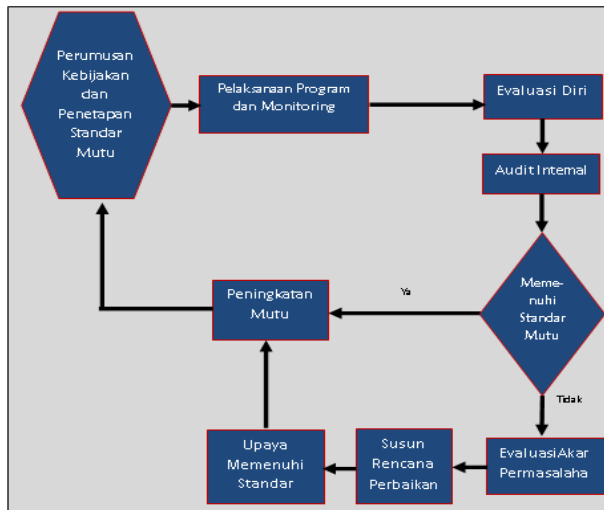 Perumusan
Kebijakan
dan
Penetapan
Standar
Mutu
Pelaksanaan Program
dan Monitoring
Evaluasi Diri
Audit Internal
Meme-
nuhi
Standar
Mutu
Ya
Tidak
Peningkatan
Mutu
EvaluasiAkar
Permasalaha
Susun
Rencana
Perbaikan
Upaya
Memenuhi
Standar